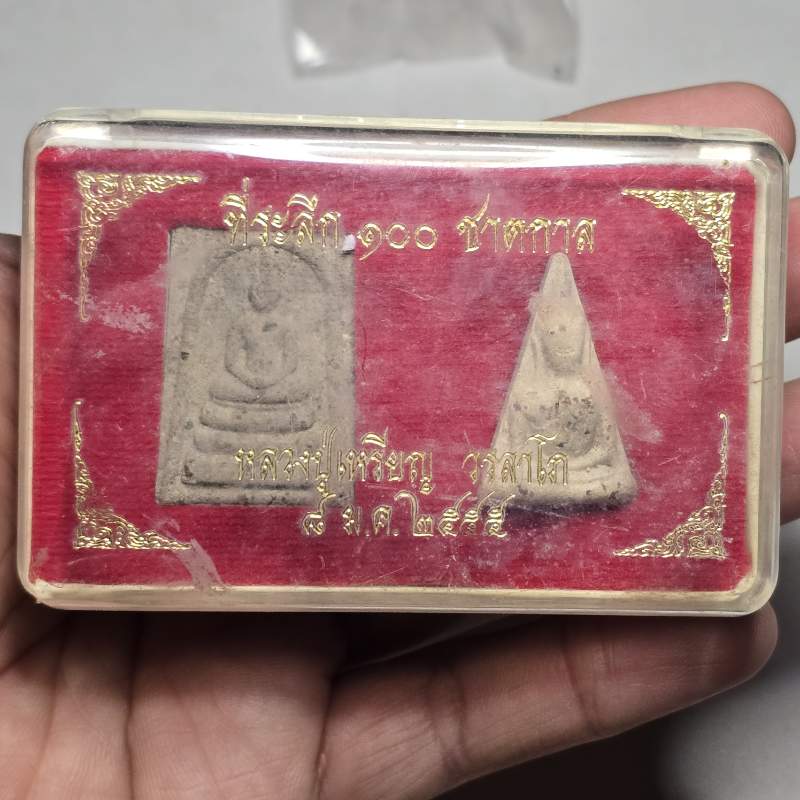 ที่ระลึก ๑๐๐ ชาตกาล
หลวงปู่เหรียญ วรลาโภ
๘ ม.ค.๒๕๕๕